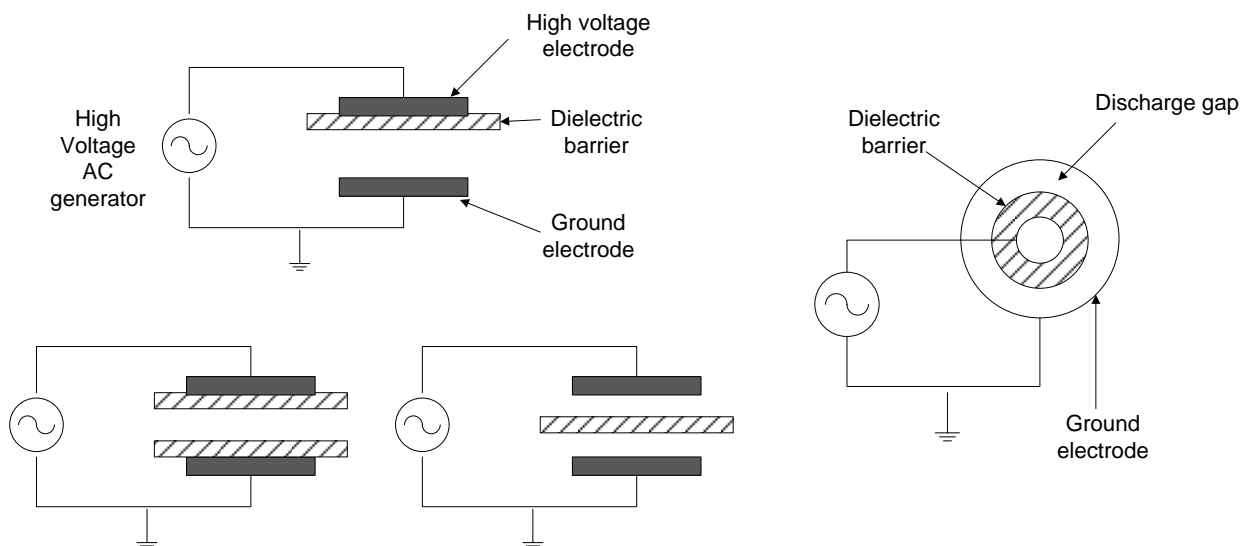 High voltage
electrode
High
Voltage
AC
generator
Dielectric
barrier
Ground
electrode
Discharge gap
Dielectric
barrier
Ground
electrode